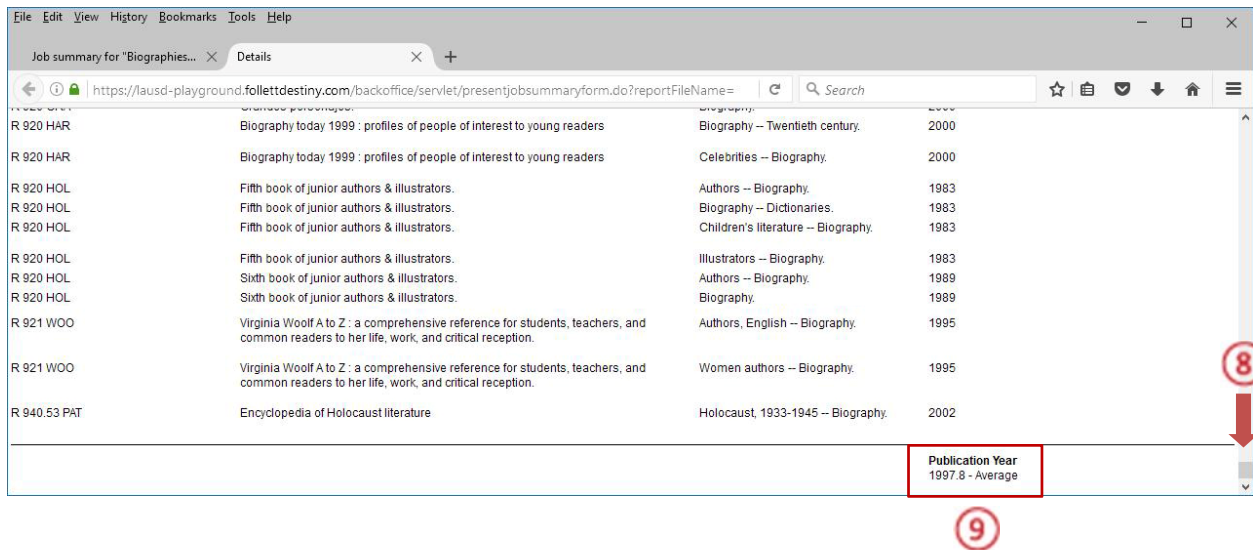 File Edit View History Bookmarks Tools Help
Job summary for "Biographies... Details
https://lausd-playground.follettdestiny.com/backoffice/servlet/presentjobsummaryform.do?reportFileName= Search
R 920 HAR Biography today 1999 : profiles of people of interest to young readers Biography -- Twentieth century. 2000
R 920 HAR Biography today 1999 : profiles of people of interest to young readers Celebrities -- Biography. 2000
R 920 HOL Fifth book of junior authors & illustrators. Authors -- Biography. 1983
R 920 HOL Fifth book of junior authors & illustrators. Biography -- Dictionaries. 1983
R 920 HOL Fifth book of junior authors & illustrators. Children's literature -- Biography. 1983
R 920 HOL Fifth book of junior authors & illustrators. Illustrators -- Biography. 1983
R 920 HOL Sixth book of junior authors & illustrators. Authors -- Biography. 1989
R 920 HOL Sixth book of junior authors & illustrators. Biography. 1989
R 921 WOO Virginia Woolf A to Z : a comprehensive reference for students, teachers, and Authors, English -- Biography. 1995
common readers to her life, work, and critical reception.
R 921 WOO Virginia Woolf A to Z : a comprehensive reference for students, teachers, and Women authors -- Biography. 1995
common readers to her life, work, and critical reception.
8
R 940.53 PAT Encyclopedia of Holocaust literature Holocaust, 1933-1945 -- Biography. 2002
Publication Year
1997.8 - Average
9